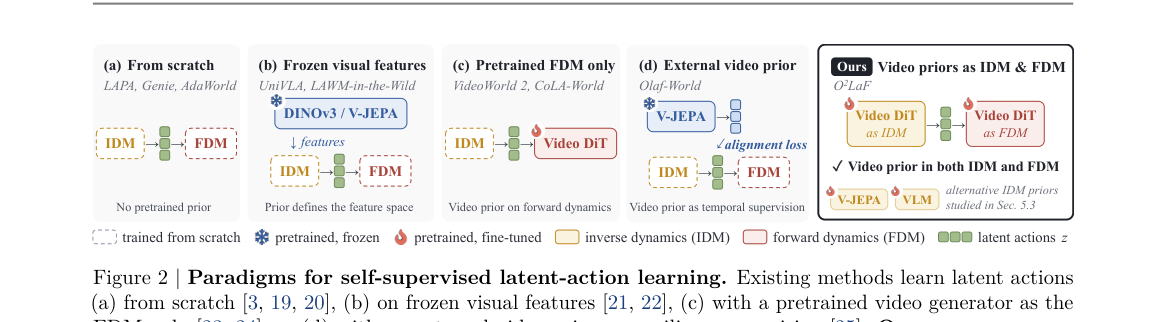 (a) From scratch
LAPA, Genie, AdaWorld
IDM
FDM
No pretrained prior
(b) Frozen visual features
UniVLA, LAWM-in-the-Wild
DINOv3 / V-JEPA
↓ features
IDM
FDM
Prior defines the feature space
(c) Pretrained FDM only
VideoWorld 2, CoLA-World
IDM
Video DiT
Video prior on forward dynamics
(d) External video prior
Olaf-World
V-JEPA
alignment loss
IDM
FDM
Video prior as temporal supervision
Ours Video priors as IDM & FDM
O²LaF
Video DiT
as IDM
Video DiT
as FDM
✓ Video prior in both IDM and FDM
V-JEPA
VLM
alternative IDM priors
studied in Sec. 5.3
trained from scratch
pretrained, frozen
pretrained, fine-tuned
inverse dynamics (IDM)
forward dynamics (FDM)
latent actions z
Figure 2 | Paradigms for self-supervised latent-action learning. Existing methods learn latent actions
(a) from scratch [3, 19, 20], (b) on frozen visual features [21, 22], (c) with a pretrained video generator as the